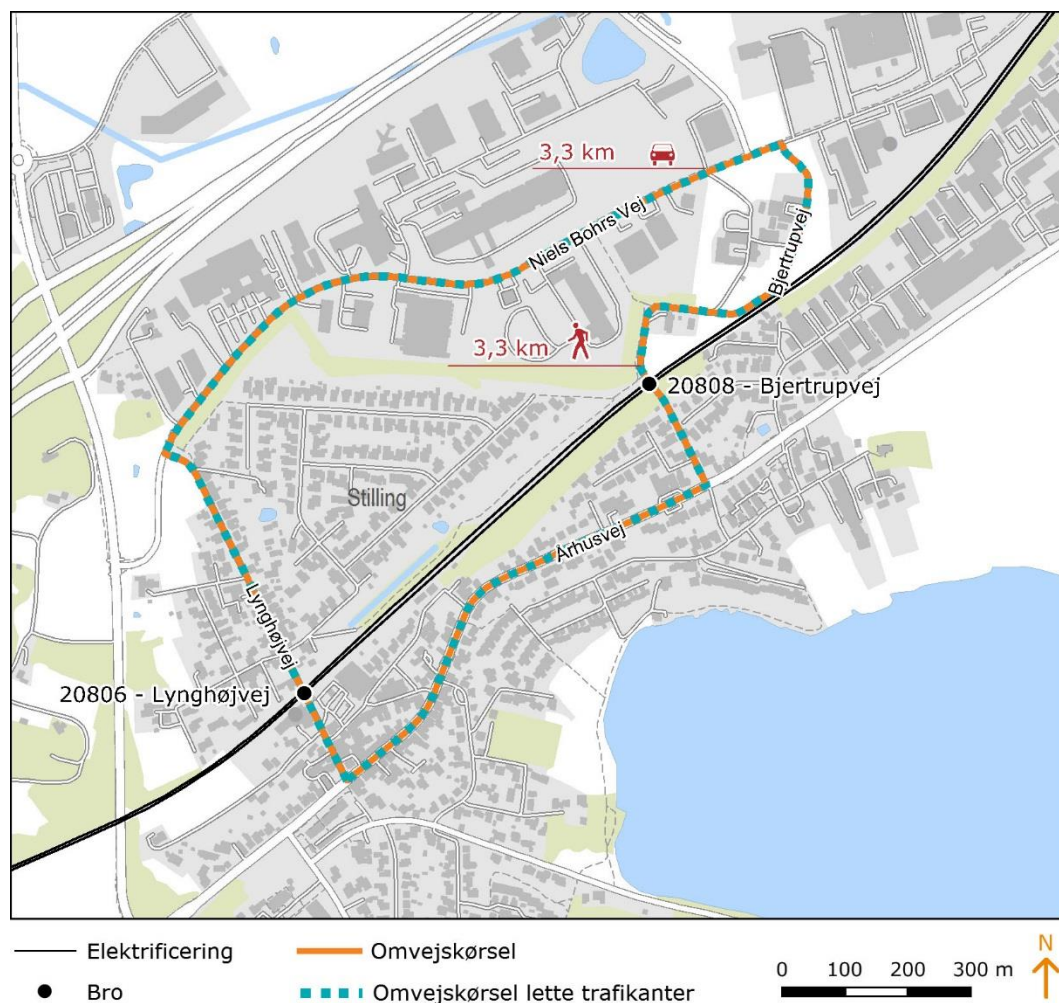 3,3 km
Niels Bohrs Vej
Bjertrupvej
3,3 km
20808 - Bjertrupvej
Stilling
Århusvej
Lynghøjvej
20806 - Lynghøjvej
Elektrificering
Omvejskørsel
Bro
Omvejskørsel lette trafikanter
0 100 200 300 m
N